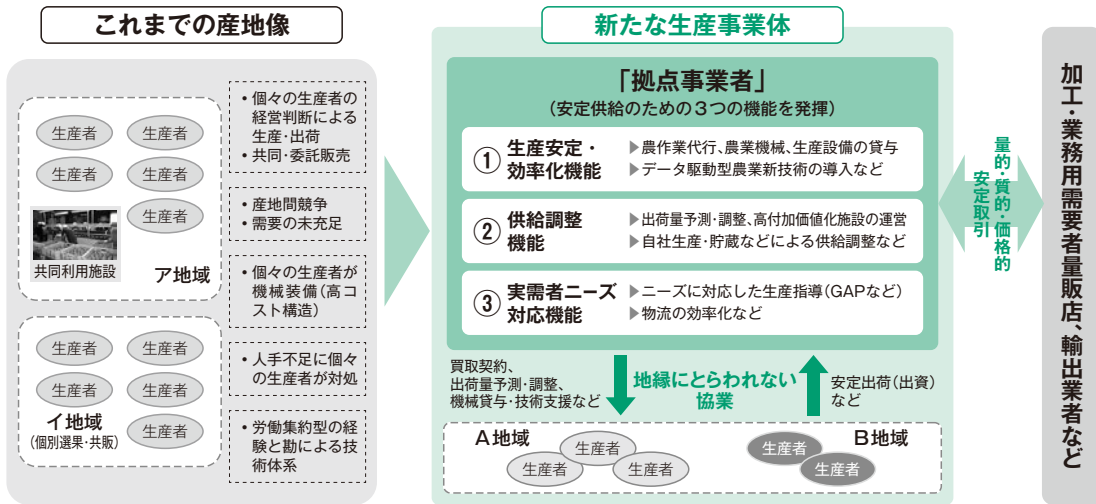 これまでの産地像
生産者
生産者
生産者
生産者
生産者
共同利用施設
ア地域
生産者
生産者
生産者
生産者
生産者
イ地域
（個別選果・共販）
• 個々の生産者の
経営判断による
生産・出荷
• 共同・委託販売
• 産地間競争
• 需要の未充足
• 個々の生産者が
機械装備（高コ
スト構造）
• 人手不足に個々
の生産者が対処
• 労働集約型の経
験と勘による技
術体系
新たな生産事業体
「拠点事業者」
（安定供給のための３つの機能を発揮）
① 生産安定・
効率化機能
▶農作業代行、農業機械、生産設備の貸与
▶データ駆動型農業新技術の導入など
② 供給調整
機能
▶出荷量予測・調整、高付加価値化施設の運営
▶自社生産・貯蔵などによる供給調整など
③ 実需者ニーズ
対応機能
▶ニーズに対応した生産指導（GAPなど）
▶物流の効率化など
買取契約、
出荷量予測・調整、
機械貸与・技術支援など
地縁にとらわれない
協業
安定出荷（出資）
など
A地域
生産者
生産者
生産者
B地域
生産者
生産者
量的・質的・価格的
安定取引
加工・業務用需要者量販店、輸出業者など